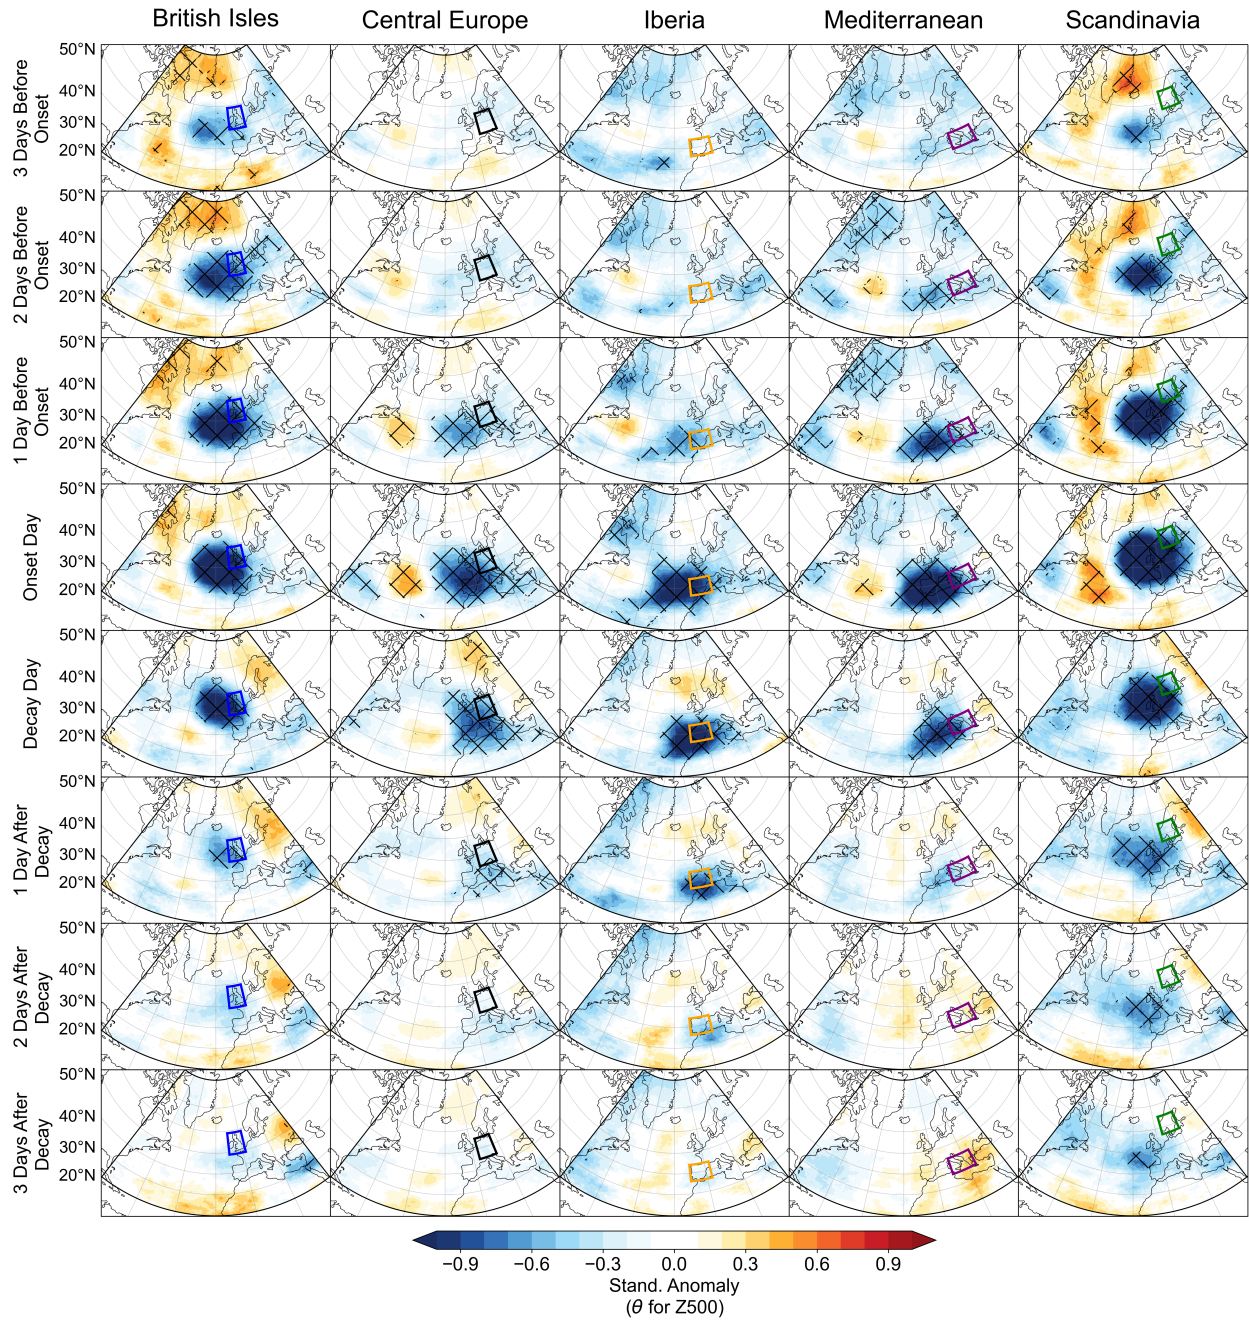 British Isles Central Europe Iberia Mediterranean Scandinavia
3 Days Before
Onset
50°N
40°N
30°N
20°N
2 Days Before
Onset
50°N
40°N
30°N
20°N
1 Day Before
Onset
50°N
40°N
30°N
20°N
Onset Day
50°N
40°N
30°N
20°N
Decay Day
50°N
40°N
30°N
20°N
1 Day After
Decay
50°N
40°N
30°N
20°N
2 Days After
Decay
50°N
40°N
30°N
20°N
3 Days After
Decay
50°N
40°N
30°N
20°N
−0.9 −0.6 −0.3 0.0 0.3 0.6 0.9
Stand. Anomaly
(θ for Z500)